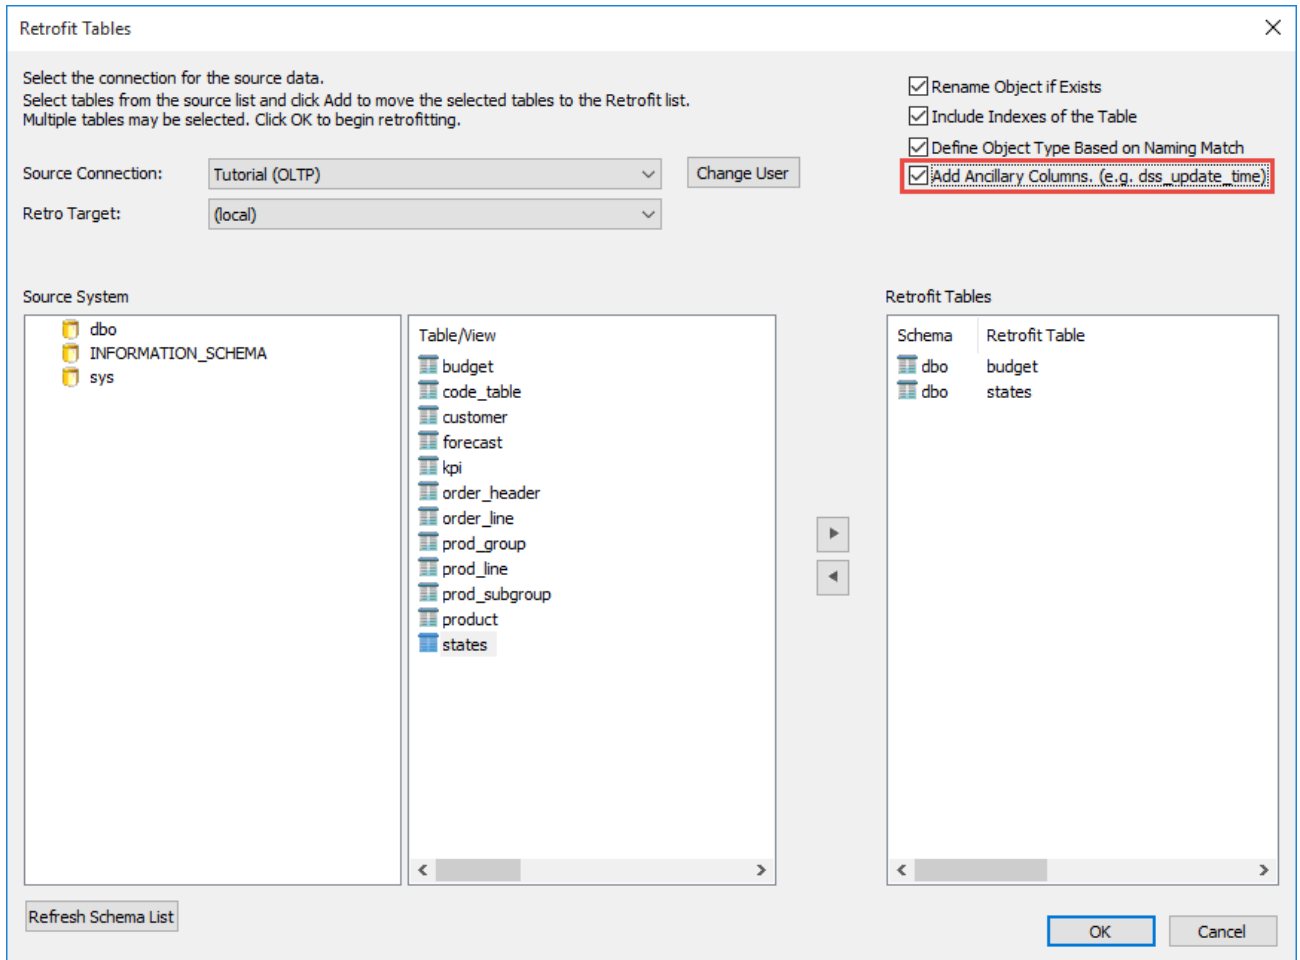 Retrofit Tables
Select the connection for the source data.
Select tables from the source list and click Add to move the selected tables to the Retrofit list.
Multiple tables may be selected. Click OK to begin retrofitting.
Rename Object if Exists
Include Indexes of the Table
Define Object Type Based on Naming Match
Add Ancillary Columns. (e.g. dss_update_time)
Source Connection:
Tutorial (OLTP)
Change User
Retro Target:
(local)
Source System
dbo
INFORMATION_SCHEMA
sys
Table/View
budget
code_table
customer
forecast
kpi
order_header
order_line
prod_group
prod_line
prod_subgroup
product
states
Retrofit Tables
Schema Retrofit Table
dbo budget
dbo states
Refresh Schema List
OK
Cancel